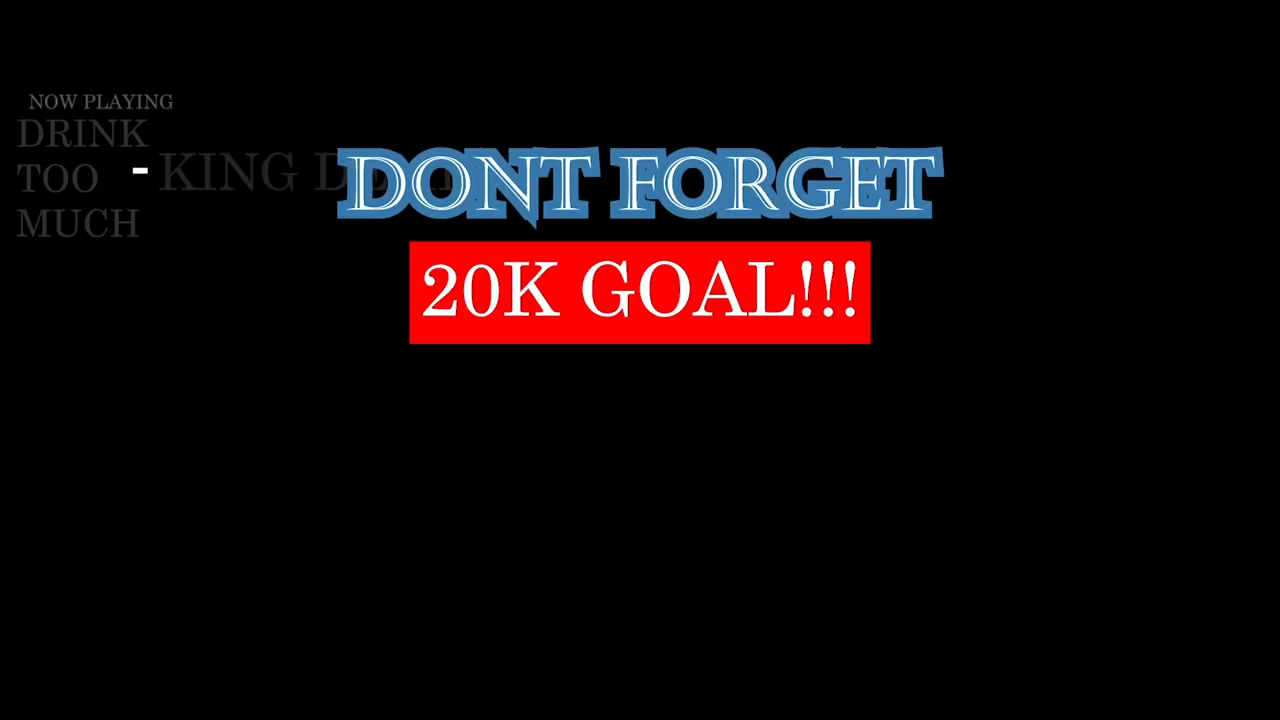 NOW PLAYING
DRINK
TOO
MUCH
- KING
DONT FORGET
20K GOAL!!!